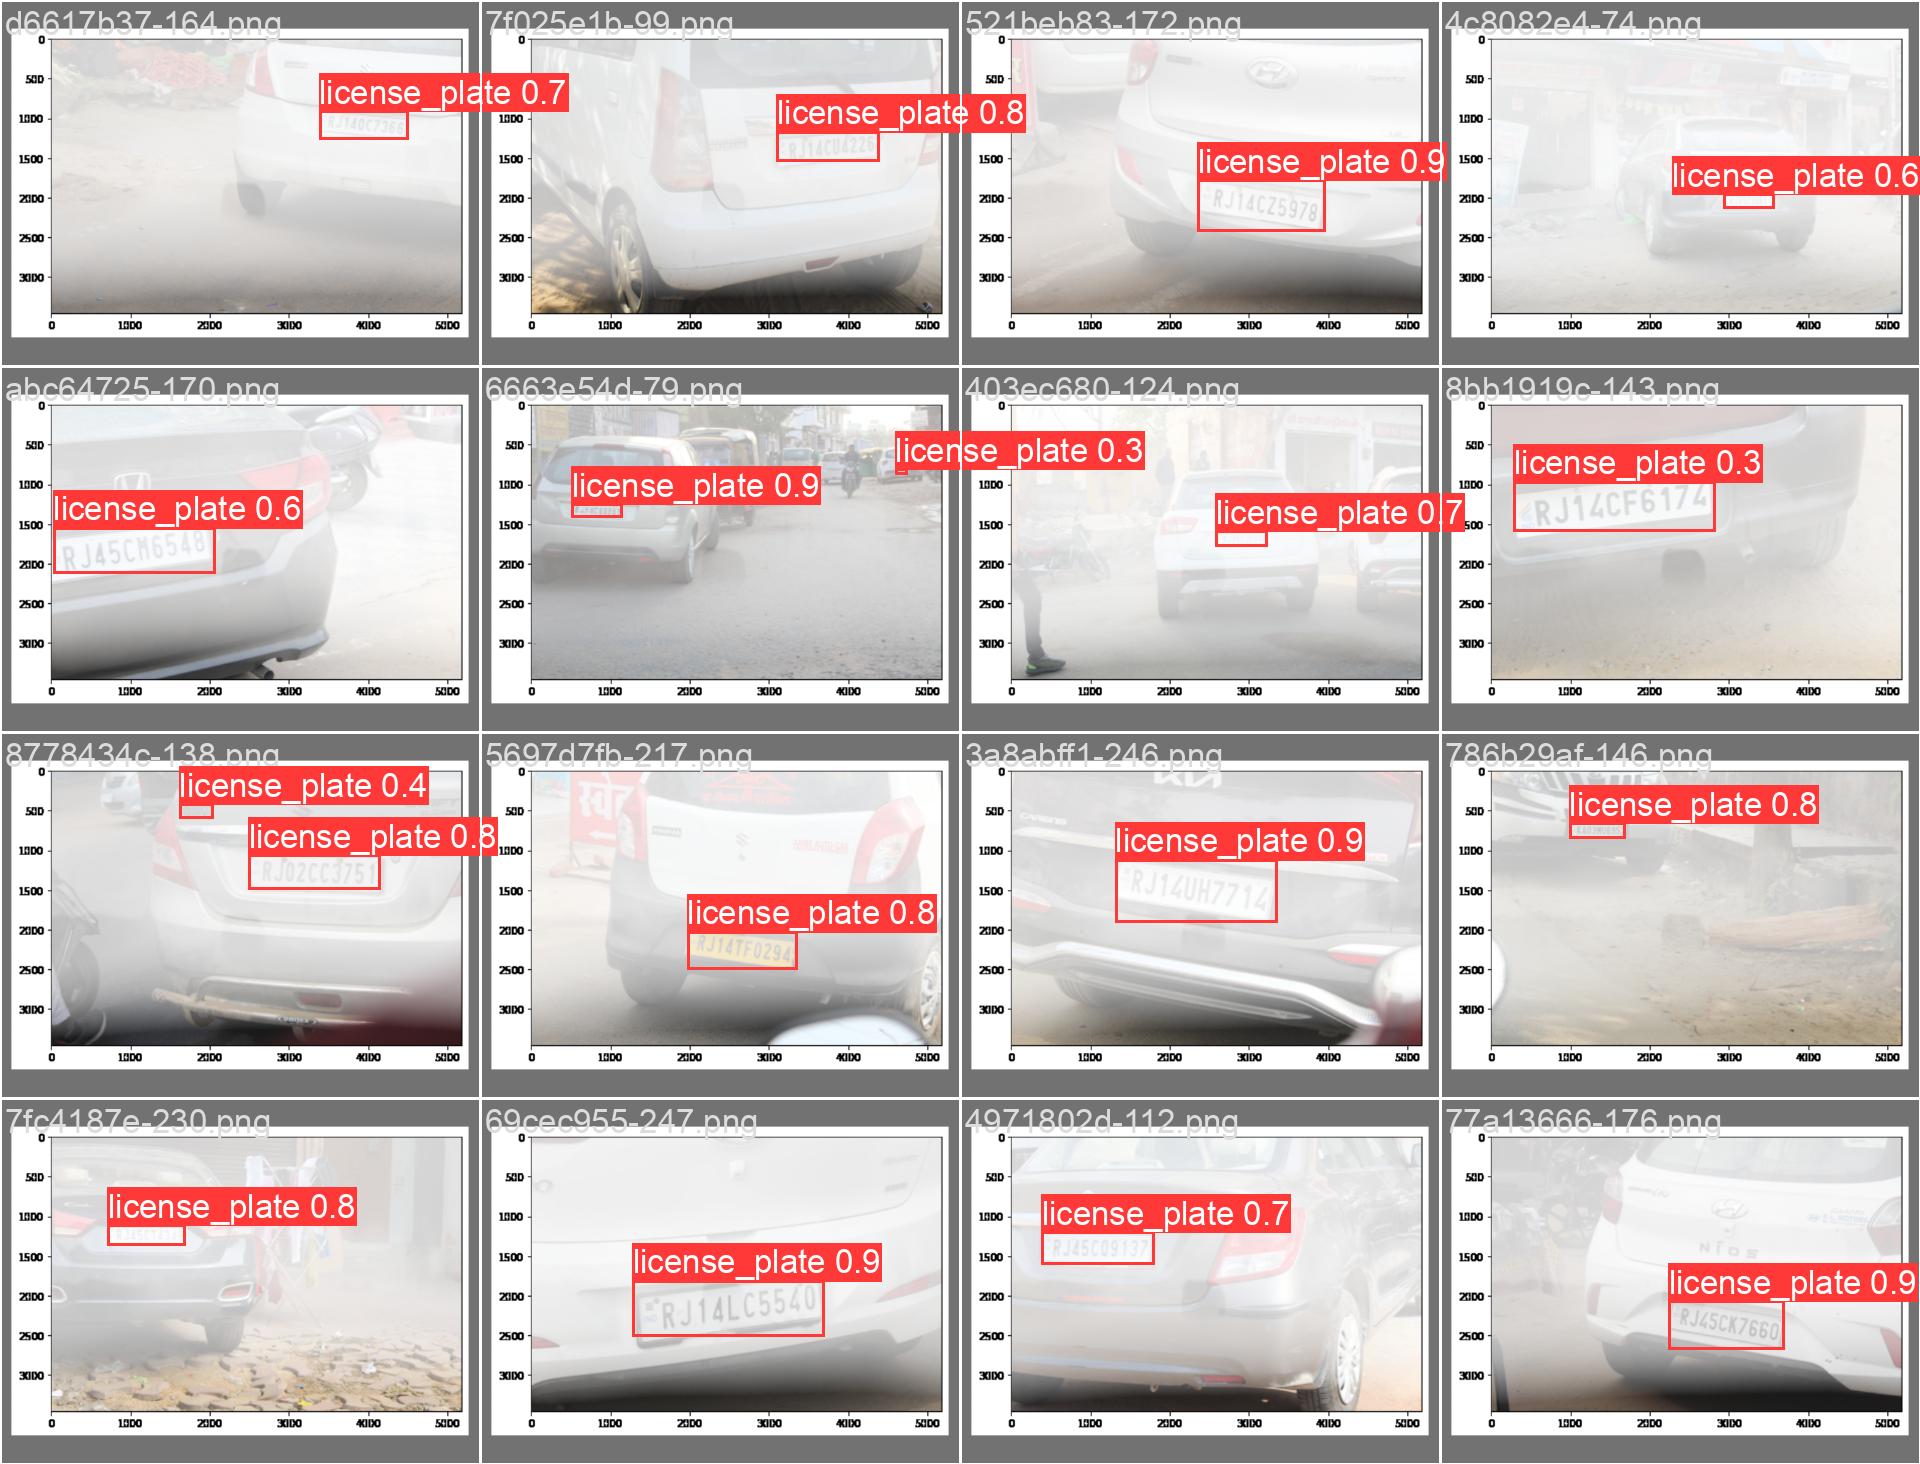 d6617b37-164.png
license_plate 0.7
RJ14OC7366
0
500
1000
1500
2000
2500
3000
0 1000 2000 3000 4000 5000
7f025e1b-99.png
license_plate 0.8
RJ14CU4226
0
500
1000
1500
2000
2500
3000
0 1000 2000 3000 4000 5000
521beb83-172.png
license_plate 0.9
RJ14CZ5978
0
500
1000
1500
2000
2500
3000
0 1000 2000 3000 4000 5000
4c8082e4-74.png
license_plate 0.6
0
500
1000
1500
2000
2500
3000
0 1000 2000 3000 4000 5000
abc64725-170.png
license_plate 0.6
RJ45CM6548
0
500
1000
1500
2000
2500
3000
0 1000 2000 3000 4000 5000
6663e54d-79.png
license_plate 0.3
license_plate 0.9
0
500
1000
1500
2000
2500
3000
0 1000 2000 3000 4000 5000
403ec680-124.png
license_plate 0.7
0
500
1000
1500
2000
2500
3000
0 1000 2000 3000 4000 5000
8bb1919c-143.png
license_plate 0.3
RJ14CF6174
0
500
1000
1500
2000
2500
3000
0 1000 2000 3000 4000 5000
8778434c-138.png
license_plate 0.4
license_plate 0.8
RJ02CC3751
0
500
1000
1500
2000
2500
3000
0 1000 2000 3000 4000 5000
5697d7fb-217.png
license_plate 0.8
RJ14TF0294
0
500
1000
1500
2000
2500
3000
0 1000 2000 3000 4000 5000
3a8abff1-246.png
KIA
CARENS
license_plate 0.9
RJ14UH7714
0
500
1000
1500
2000
2500
3000
0 1000 2000 3000 4000 5000
786b29af-146.png
license_plate 0.8
0
500
1000
1500
2000
2500
3000
0 1000 2000 3000 4000 5000
7fc4187e-230.png
license_plate 0.8
0
500
1000
1500
2000
2500
3000
0 1000 2000 3000 4000 5000
69cec955-247.png
license_plate 0.9
RJ14LC5540
IND
0
500
1000
1500
2000
2500
3000
0 1000 2000 3000 4000 5000
4971802d-112.png
license_plate 0.7
RJ45CO9137
0
500
1000
1500
2000
2500
3000
0 1000 2000 3000 4000 5000
77a13666-176.png
NIOS
license_plate 0.9
RJ45CK7660
0
500
1000
1500
2000
2500
3000
0 1000 2000 3000 4000 5000